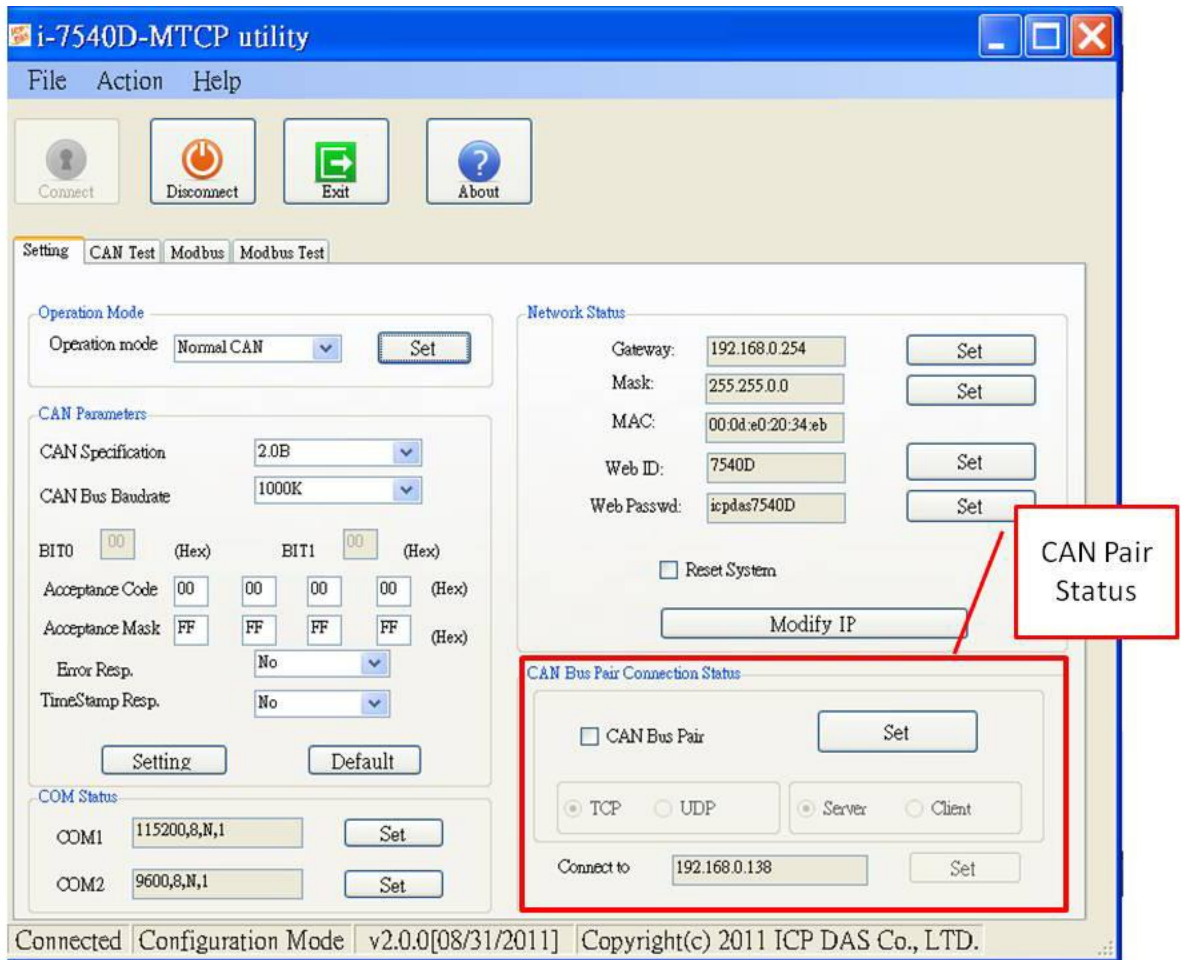 i-7540D-MTCP utility
File Action Help
Connect Disconnect Exit About
Setting CAN Test Modbus Modbus Test
Operation Mode
Operation mode Normal CAN Set
CAN Parameters
CAN Specification 2.0B
CAN Bus Baudrate 1000K
BIT0 00 (Hex) BIT1 00 (Hex)
Acceptance Code 00 00 00 00 (Hex)
Acceptance Mask FF FF FF FF (Hex)
Error Resp. No
TimeStamp Resp. No
Setting Default
COM Status
COM1 115200,8,N,1 Set
COM2 9600,8,N,1 Set
Network Status
Gateway: 192.168.0.254 Set
Mask: 255.255.0.0 Set
MAC: 00:0d:e0:20:34:eb
Web ID: 7540D Set
Web Passwd: icpdas7540D Set
Reset System
Modify IP
CAN Pair
Status
CAN Bus Pair Connection Status
CAN Bus Pair Set
TCP UDP Server Client
Connect to 192.168.0.138 Set
Connected Configuration Mode v2.0.0[08/31/2011] Copyright(c) 2011 ICP DAS Co., LTD.